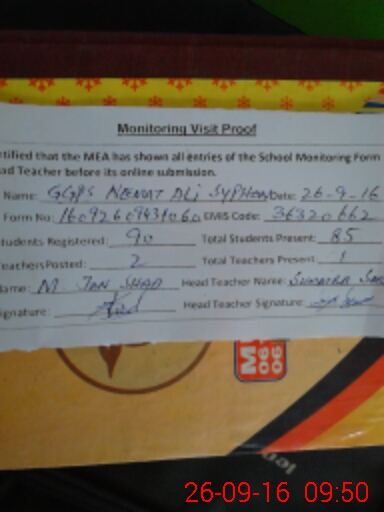 Monitoring Visit Proof
tified that the MEA has shown all entries of the School Monitoring Form
ad Teacher before its online submission.
Name: GGPS NEMAT ALI Date: 26-9-16
Form No: EMIS Code: 36320662
tudents Registered: 90 Total Students Present: 85
eachers Posted: 2 Total Teachers Present: 1
Name: M JAN SHAD Head Teacher Name: SUMAIRA
ignature: Head Teacher Signature:
26-09-16 09:50